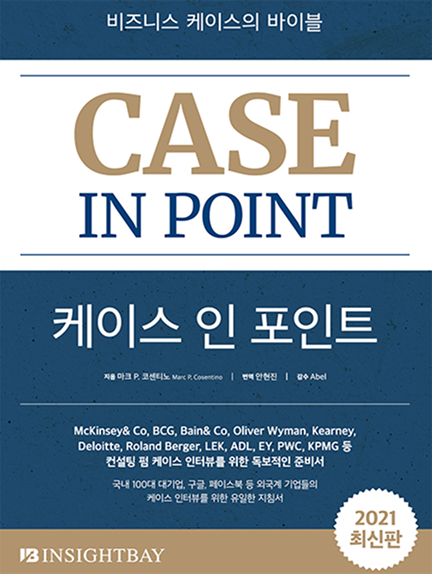 비즈니스 케이스의 바이블
CASE
IN POINT
케이스 인 포인트
지음 마크 P. 코센티노 Marc P. Cosentino | 번역 안현진 | 감수 Abel
McKinsey& Co, BCG, Bain& Co, Oliver Wyman, Kearney,
Deloitte, Roland Berger, LEK, ADL, EY, PWC, KPMG 등
컨설팅 펌 케이스 인터뷰를 위한 독보적인 준비서
국내 100대 대기업, 구글, 페이스북 등 외국계 기업들의
케이스 인터뷰를 위한 유일한 지침서
2021
최신판
INSIGHTBAY